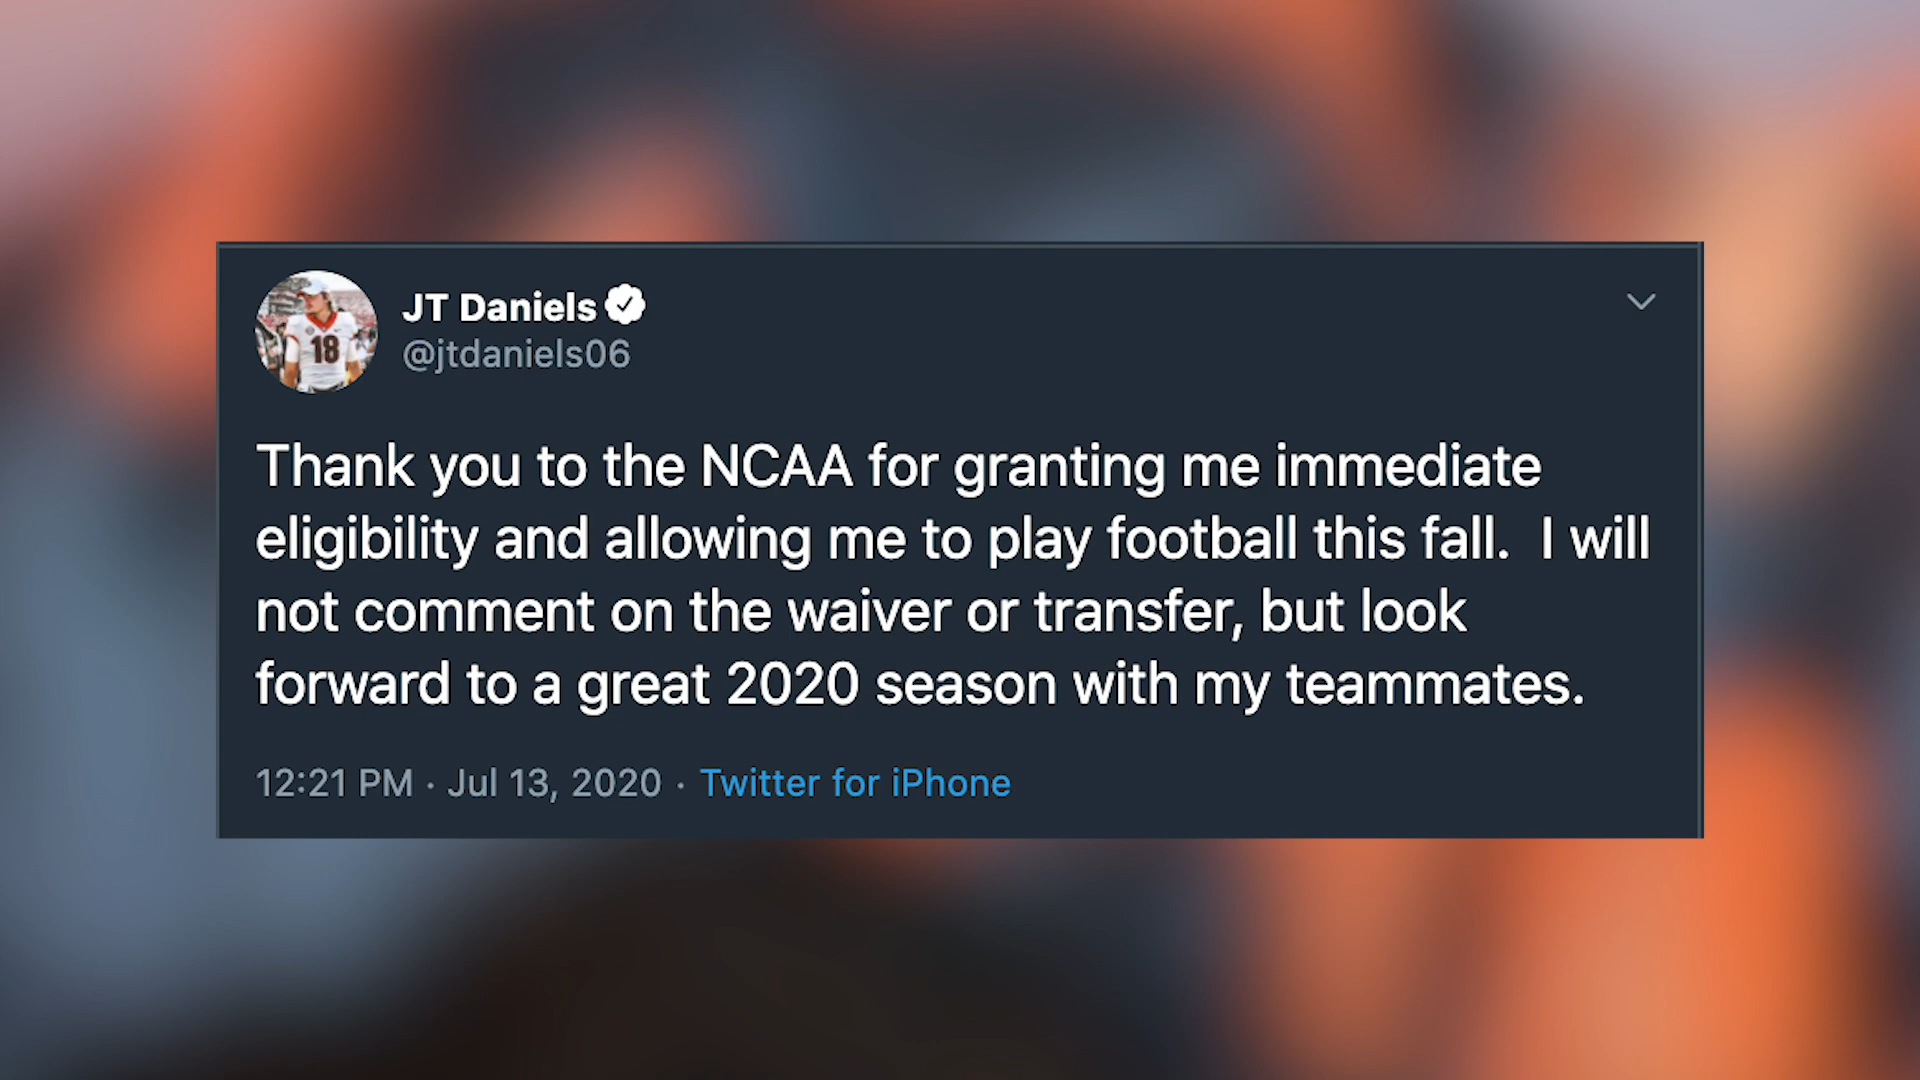 JT Daniels
@jtdaniels06
18
Thank you to the NCAA for granting me immediate
eligibility and allowing me to play football this fall.  I will
not comment on the waiver or transfer, but look
forward to a great 2020 season with my teammates.
12:21 PM · Jul 13, 2020 · Twitter for iPhone